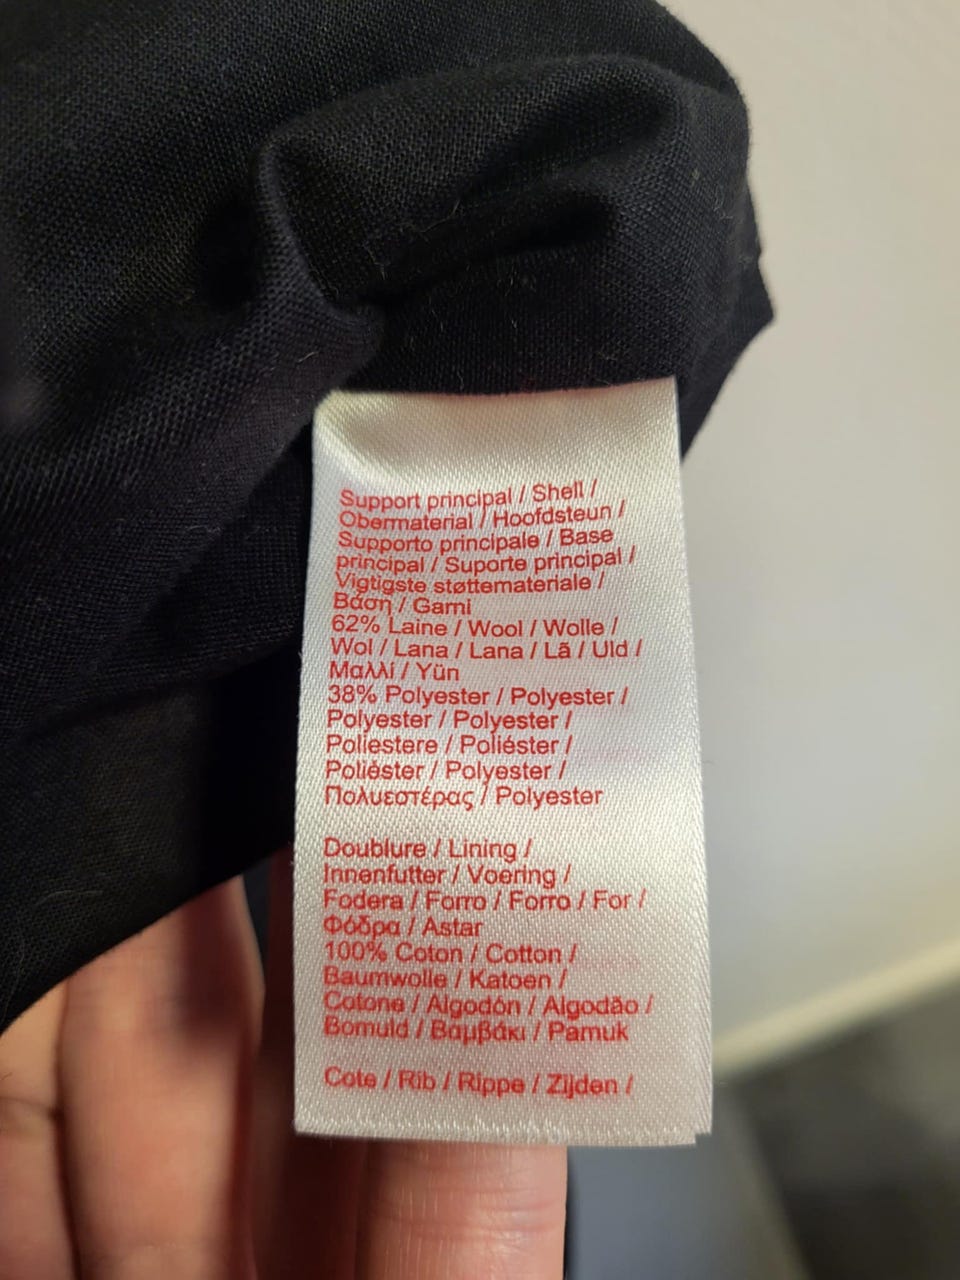 Support principal / Shell /
Obermaterial / Hoofdsteun /
Supporto principale / Base
principal / Suporte principal /
Vigtigste støttemateriale /
Βάση / Garni
62% Laine / Wool / Wolle /
Wol / Lana / Lana / Lã / Uld /
Μαλλί / Yün
38% Polyester / Polyester /
Polyester / Polyester /
Poliestere / Poliéster /
Poliéster / Polyester /
Πολυεστέρας / Polyester
Doublure / Lining /
Innenfutter / Voering /
Fodera / Forro / Forro / For /
Φόδρα / Astar
100% Coton / Cotton /
Baumwolle / Katoen /
Cotone / Algodón / Algodão /
Bomuld / Βαμβάκι / Pamuk
Cote / Rib / Rippe / Zijden /